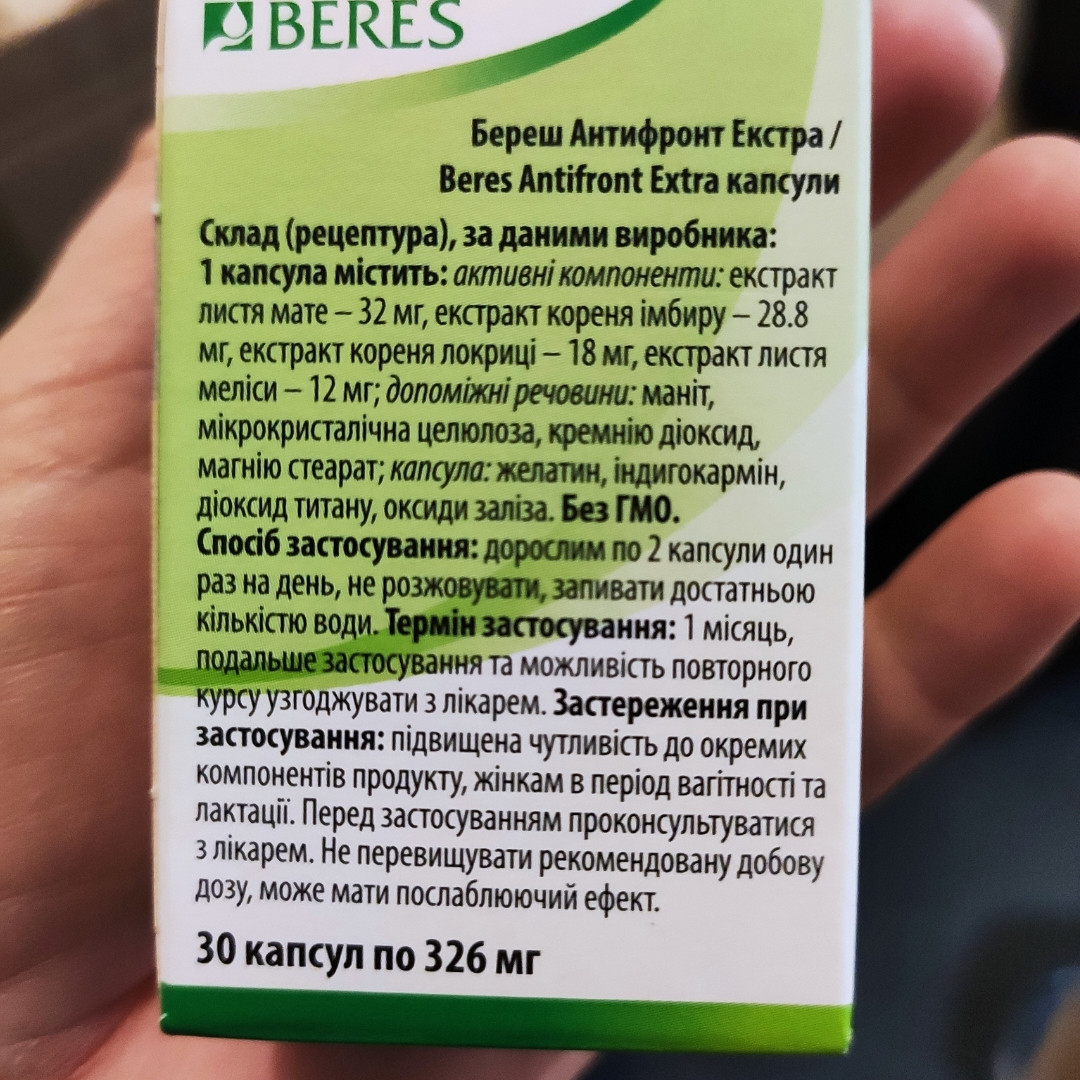 BERES
Береш Антифронт Екстра /
Beres Antifront Extra капсули
Склад (рецептура), за даними виробника:
1 капсула містить: активні компоненти: екстракт
листя мате – 32 мг, екстракт кореня імбиру – 28.8
мг, екстракт кореня локриці – 18 мг, екстракт листя
меліси – 12 мг; допоміжні речовини: маніт,
мікрокристалічна целюлоза, кремнію діоксид,
магнію стеарат; капсула: желатин, індигокармін,
діоксид титану, оксиди заліза. Без ГМО.
Спосіб застосування: дорослим по 2 капсули один
раз на день, не розжовувати, запивати достатньою
кількістю води. Термін застосування: 1 місяць,
подальше застосування та можливість повторного
курсу узгоджувати з лікарем. Застереження при
застосування: підвищена чутливість до окремих
компонентів продукту, жінкам в період вагітності та
лактації. Перед застосуванням проконсультуватися
з лікарем. Не перевищувати рекомендовану добову
дозу, може мати послаблюючий ефект.
30 капсул по 326 мг